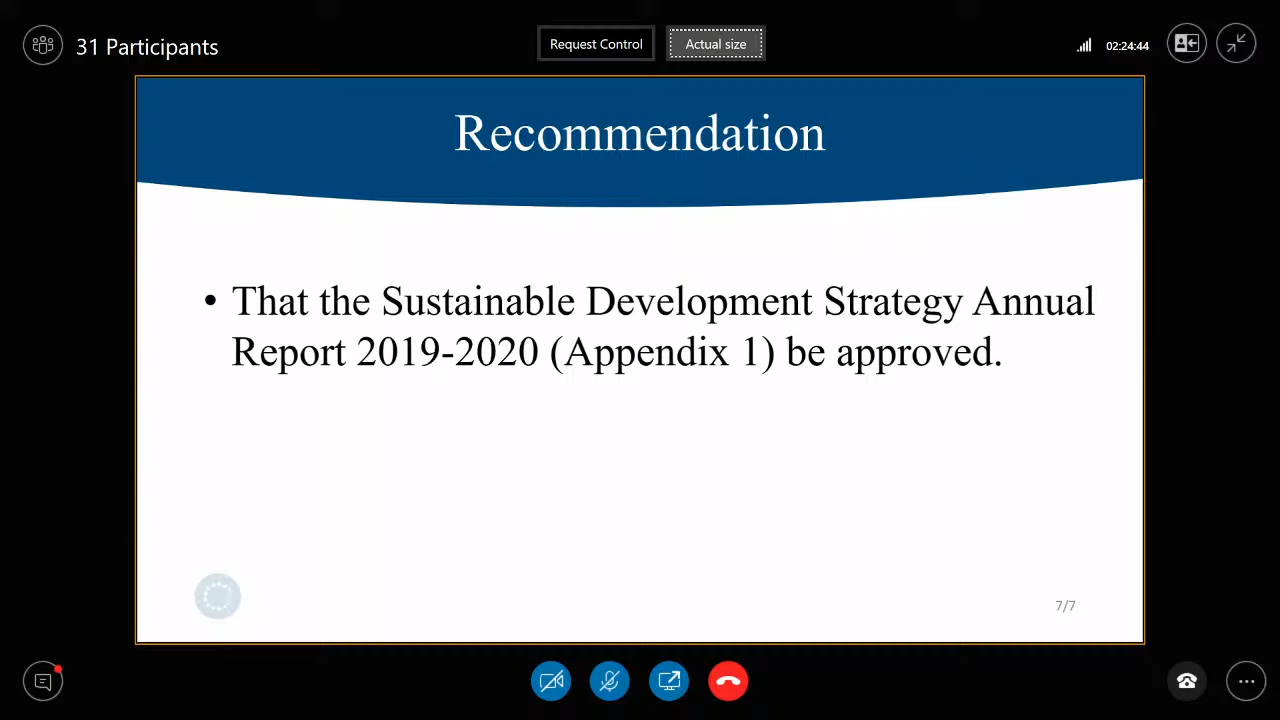 31 Participants
Request Control
Actual size
02:24:44
Recommendation
• That the Sustainable Development Strategy Annual
Report 2019-2020 (Appendix 1) be approved.
7/7